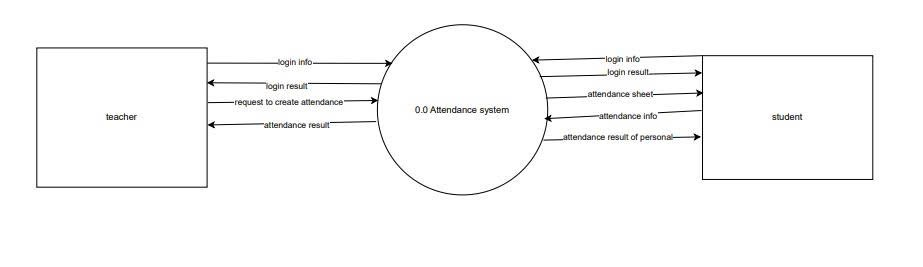 teacher
login info
login result
request to create attendance
attendance result
0.0 Attendance system
login info
login result
attendance sheet
attendance info
attendance result of personal
student